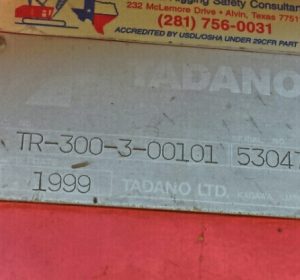 Rigging Safety Consultan
232 McLemore Drive • Alvin, Texas 7751
(281) 756-0031
ACCREDITED BY USDL/OSHA UNDER 29CFR PART
TADANO
TR-300-3-00101 53047
1999
TADANO LTD.